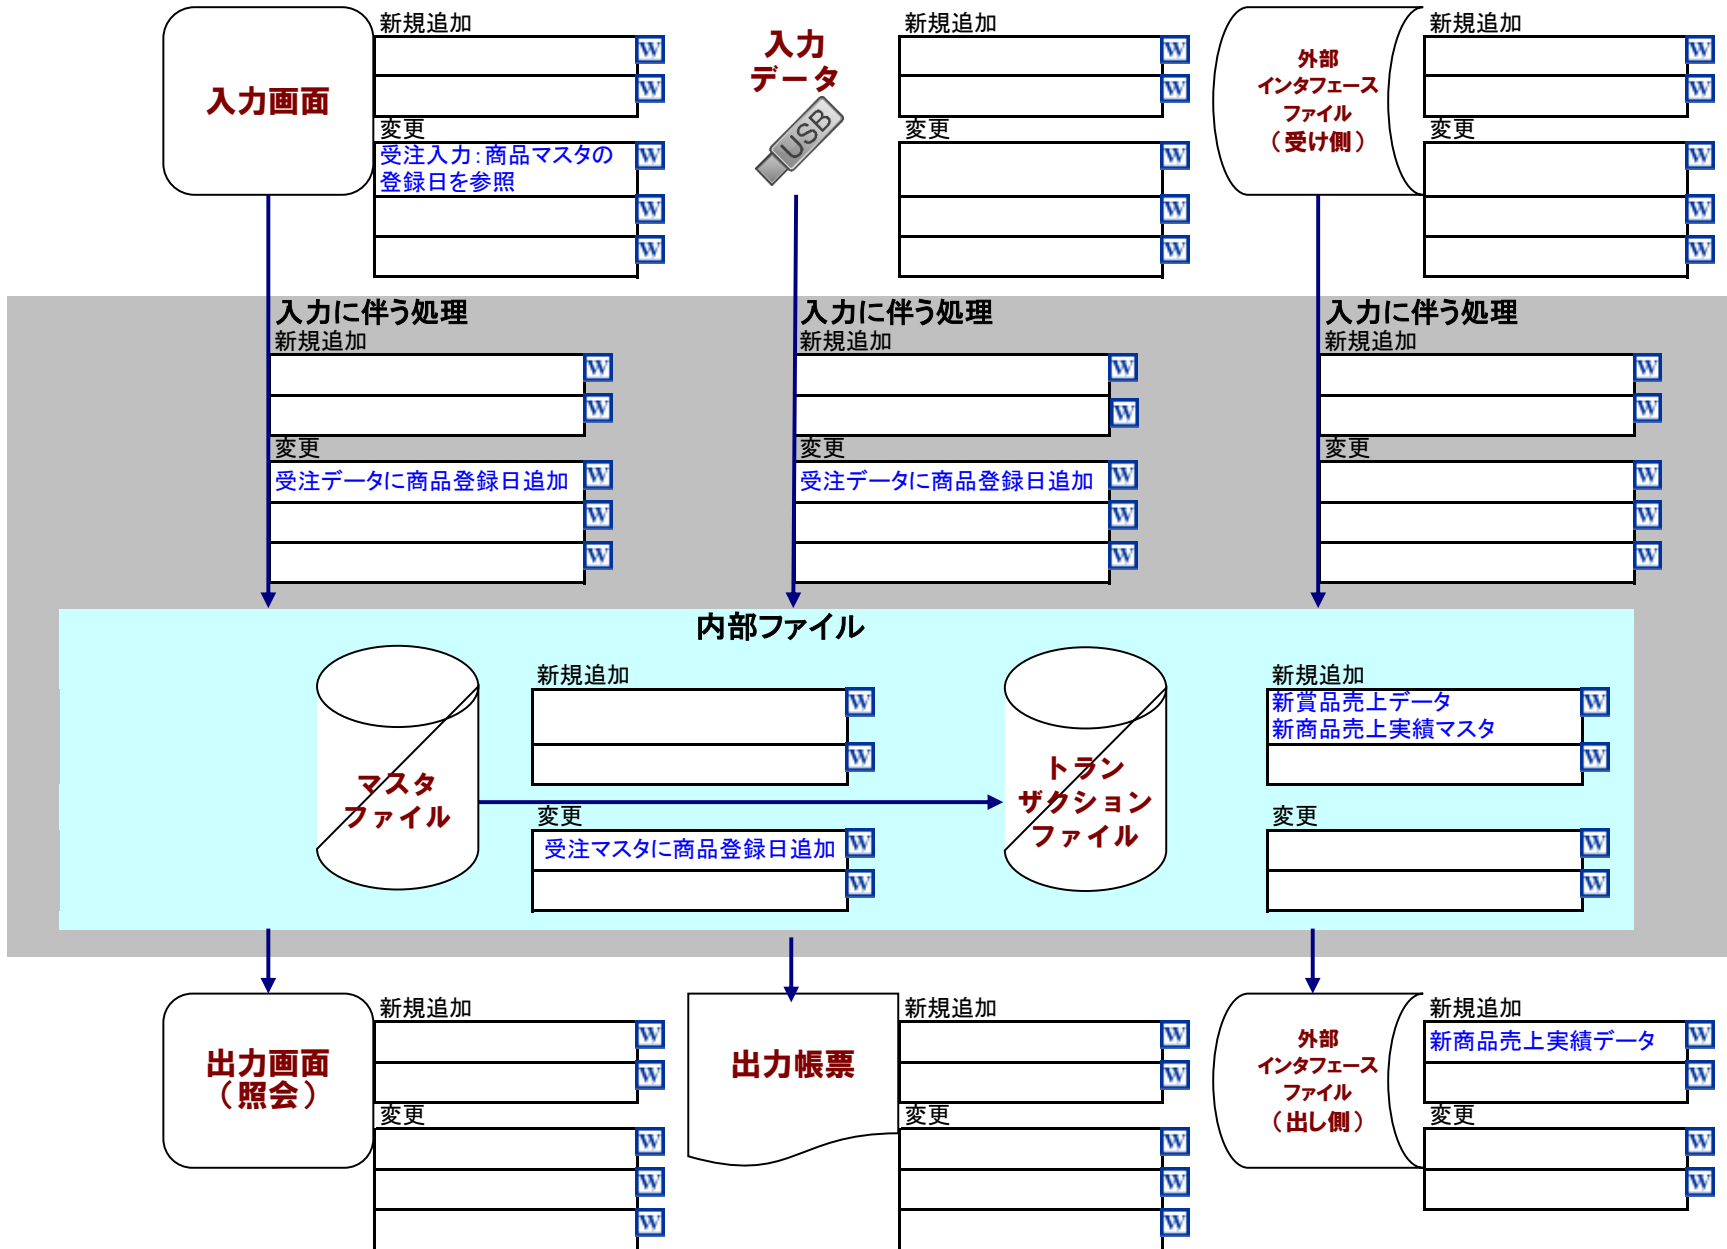 入力画面
新規追加
W
W
変更
受注入力：商品マスタの
登録日を参照
W
W
W
入力
データ
USB
新規追加
W
W
変更
W
W
W
外部
インタフェース
ファイル
（受け側）
新規追加
W
W
変更
W
W
W
入力に伴う処理
新規追加
W
W
変更
受注データに商品登録日追加
W
W
W
入力に伴う処理
新規追加
W
W
変更
受注データに商品登録日追加
W
W
W
入力に伴う処理
新規追加
W
W
変更
W
W
W
内部ファイル
マスタ
ファイル
新規追加
W
W
変更
受注マスタに商品登録日追加
W
W
トラン
ザクション
ファイル
新規追加
新賞品売上データ
新商品売上実績マスタ
W
W
変更
W
W
出力画面
（照会）
新規追加
W
W
変更
W
W
W
出力帳票
新規追加
W
W
変更
W
W
W
外部
インタフェース
ファイル
（出し側）
新規追加
新商品売上実績データ
W
W
変更
W
W